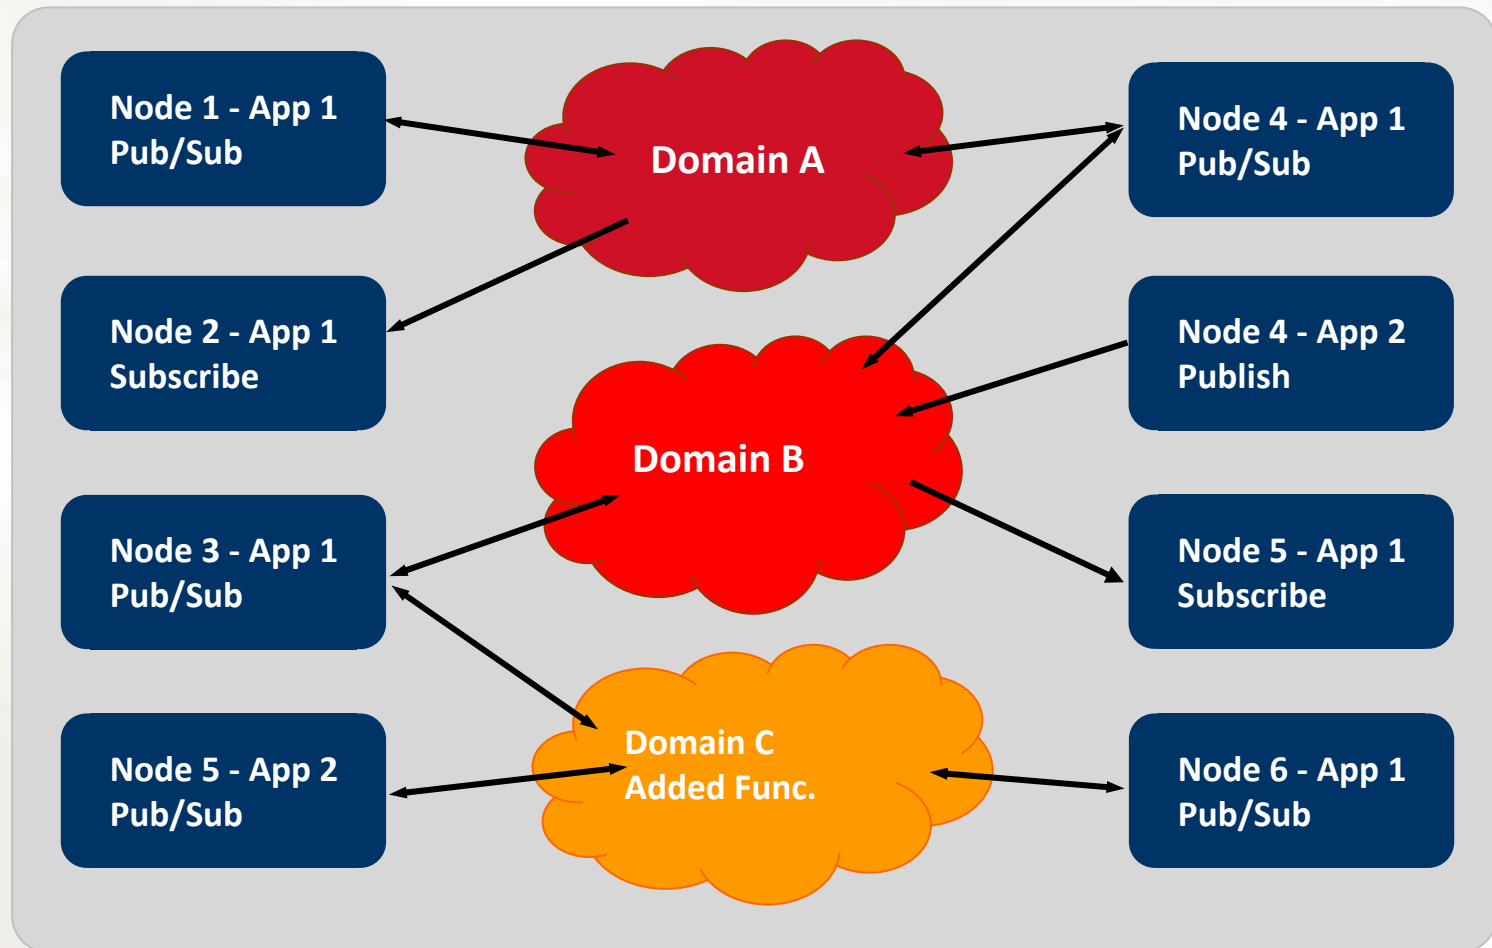 Node 1 - App 1
Pub/Sub
Node 2 - App 1
Subscribe
Node 3 - App 1
Pub/Sub
Node 5 - App 2
Pub/Sub
Domain A
Domain B
Domain C
Added Func.
Node 4 - App 1
Pub/Sub
Node 4 - App 2
Publish
Node 5 - App 1
Subscribe
Node 6 - App 1
Pub/Sub